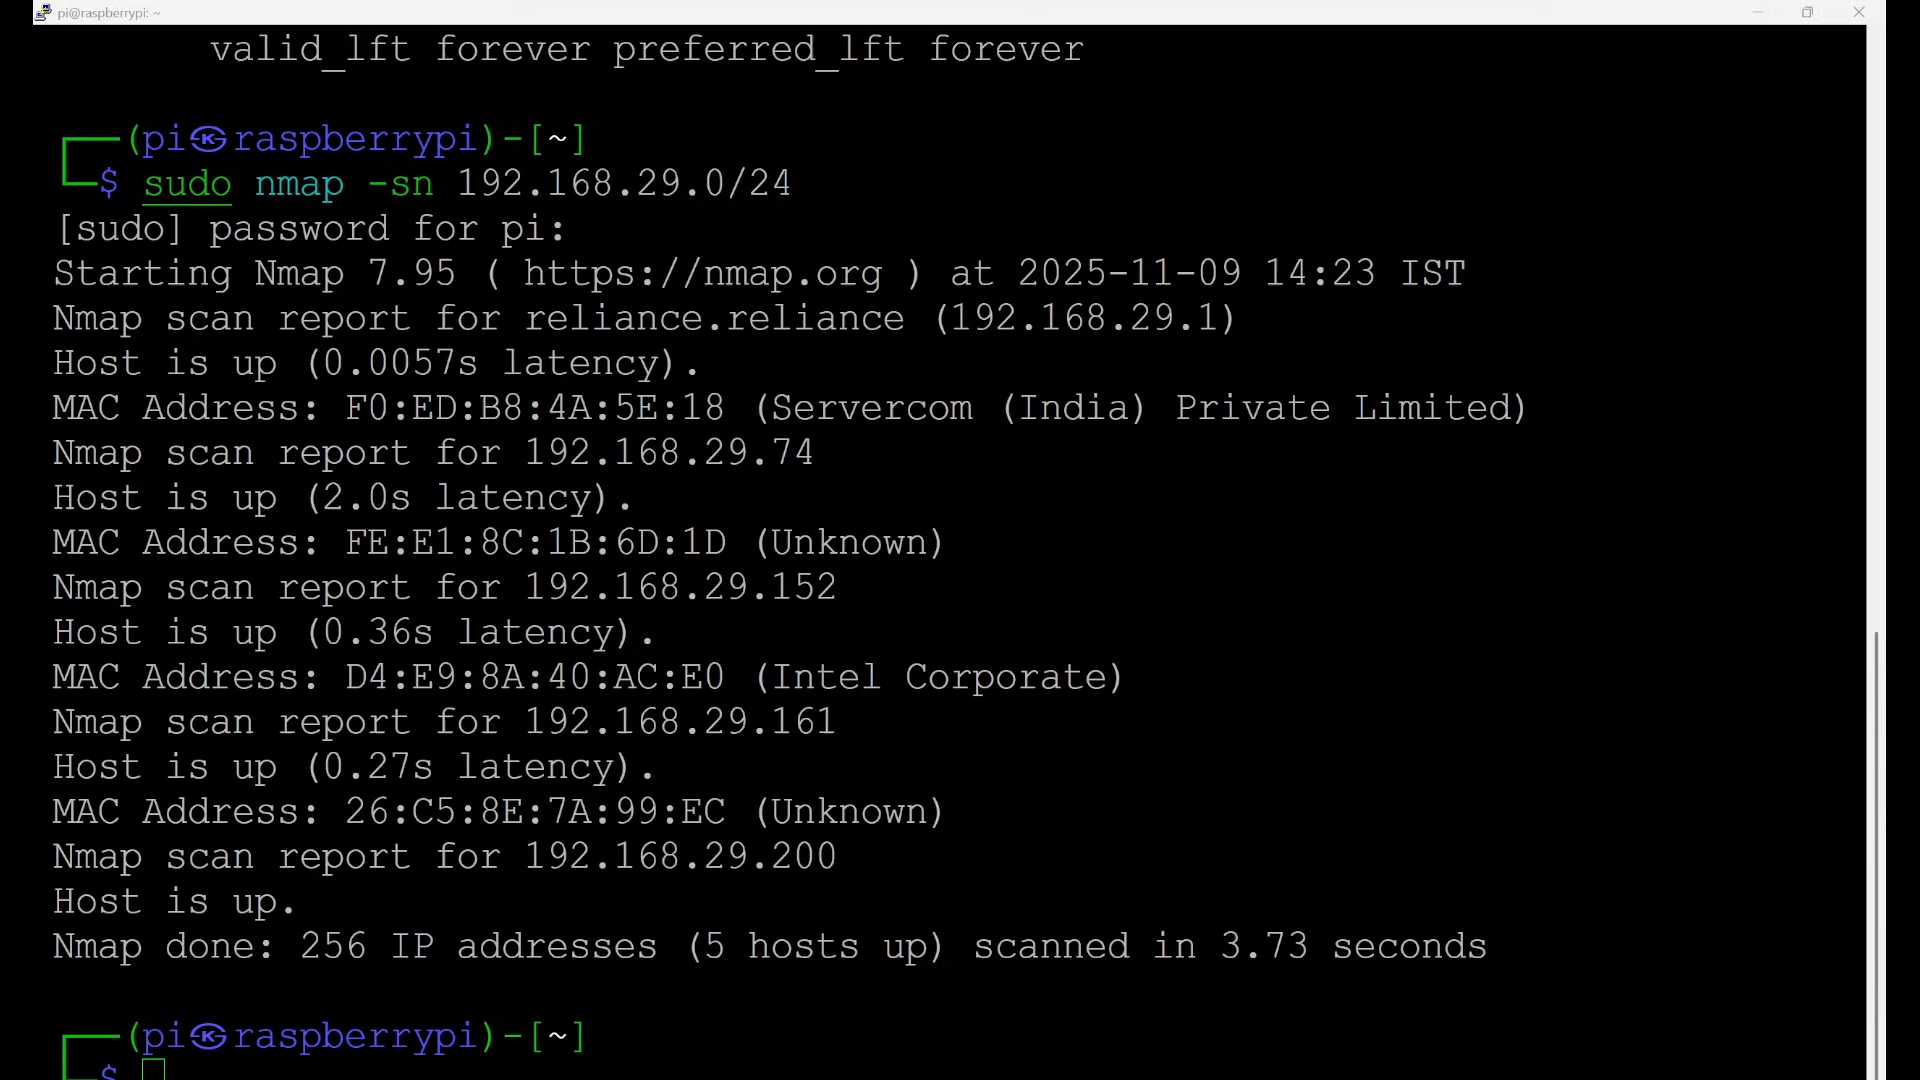 pi@raspberrypi: ~
valid_lft forever preferred_lft forever
┌──(pi㉿raspberrypi)-[~]
└─$ sudo nmap -sn 192.168.29.0/24
[sudo] password for pi:
Starting Nmap 7.95 ( https://nmap.org ) at 2025-11-09 14:23 IST
Nmap scan report for reliance.reliance (192.168.29.1)
Host is up (0.0057s latency).
MAC Address: F0:ED:B8:4A:5E:18 (Servercom (India) Private Limited)
Nmap scan report for 192.168.29.74
Host is up (2.0s latency).
MAC Address: FE:E1:8C:1B:6D:1D (Unknown)
Nmap scan report for 192.168.29.152
Host is up (0.36s latency).
MAC Address: D4:E9:8A:40:AC:E0 (Intel Corporate)
Nmap scan report for 192.168.29.161
Host is up (0.27s latency).
MAC Address: 26:C5:8E:7A:99:EC (Unknown)
Nmap scan report for 192.168.29.200
Host is up.
Nmap done: 256 IP addresses (5 hosts up) scanned in 3.73 seconds
┌──(pi㉿raspberrypi)-[~]
└─$